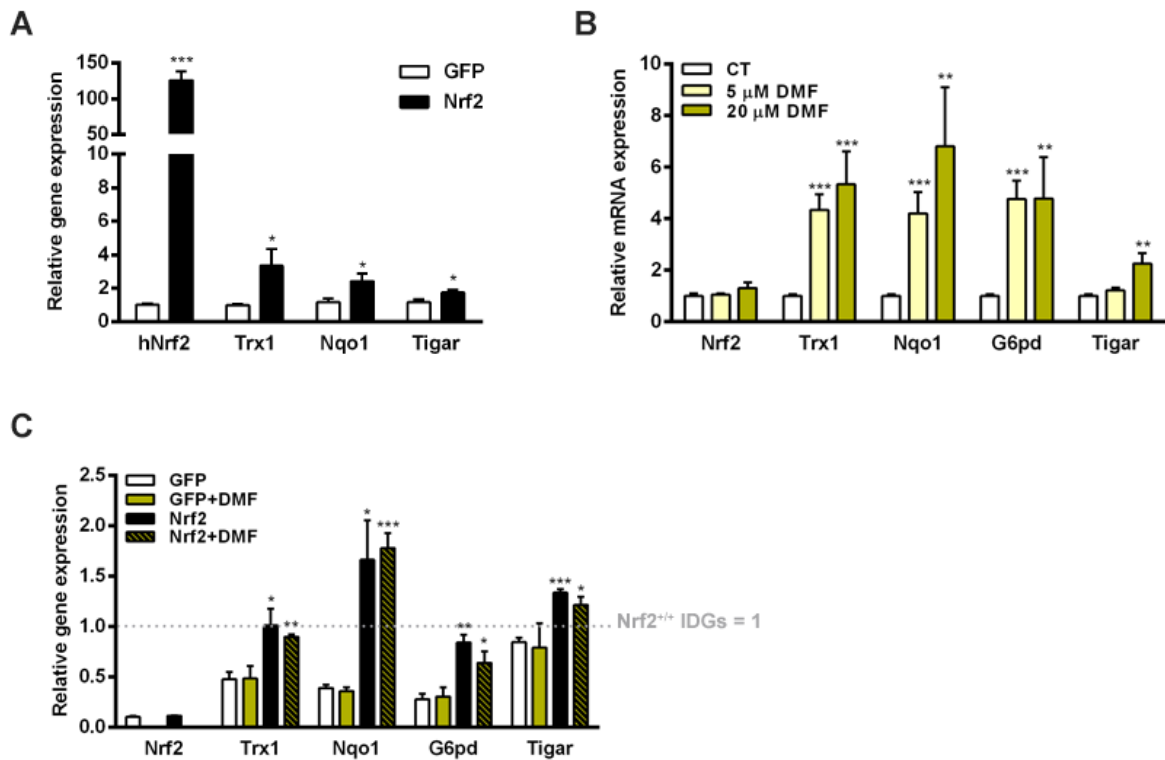 A
Relative gene expression
150
100
50
10
8
6
4
2
0
***
*
*
*
GFP
Nrf2
hNrf2 Trx1 Nqo1 Tigar
B
Relative mRNA expression
10
8
6
4
2
0
CT
5 μM DMF
20 μM DMF
*** ***
*** **
*** **
**
Nrf2 Trx1 Nqo1 G6pd Tigar
C
Relative gene expression
2.5
2.0
1.5
1.0
0.5
0.0
GFP
GFP+DMF
Nrf2
Nrf2+DMF
* **
* ***
** *
*** *
Nrf2+/+ IDGs = 1
Nrf2 Trx1 Nqo1 G6pd Tigar